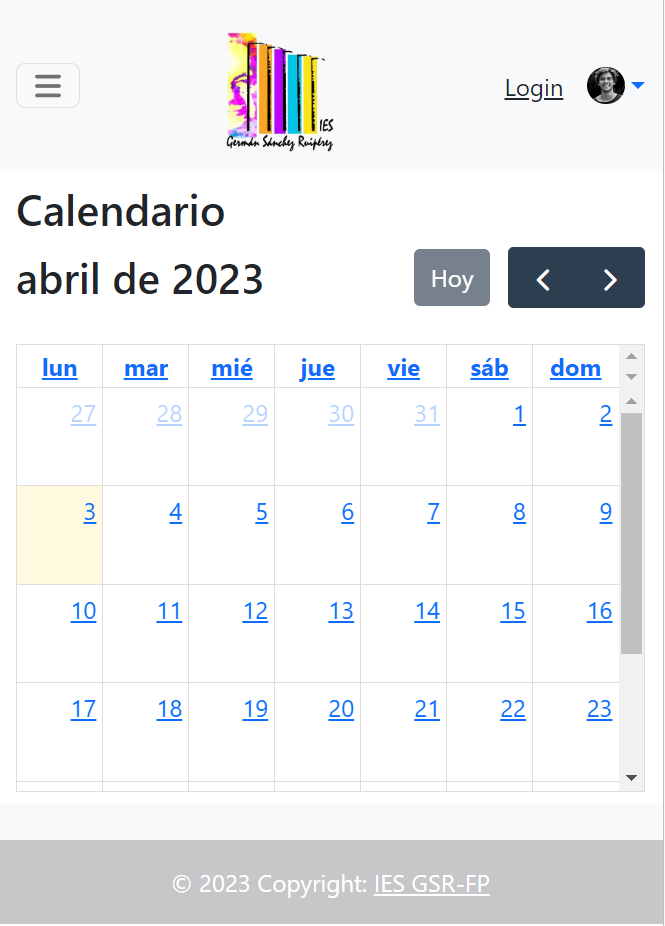 Login
IES
Germán Sánchez Ruipérez
Calendario
abril de 2023
Hoy
lun mar mié jue vie sáb dom
27 28 29 30 31 1 2
3 4 5 6 7 8 9
10 11 12 13 14 15 16
17 18 19 20 21 22 23
© 2023 Copyright: IES GSR-FP